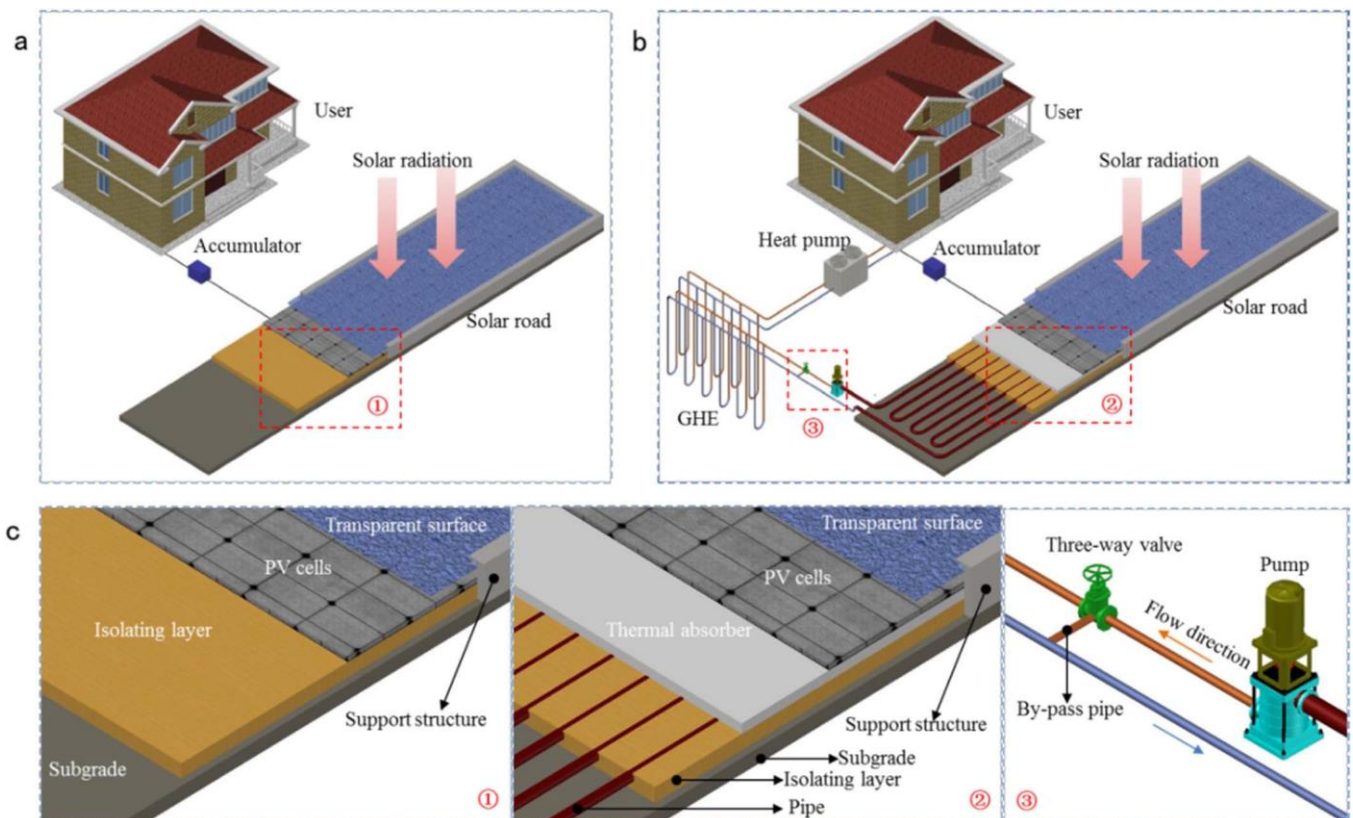 a
User
Solar radiation
Accumulator
Solar road
①
b
User
Solar radiation
Heat pump
Accumulator
Solar road
②
GHE
③
c
Transparent surface
PV cells
Isolating layer
Support structure
Subgrade
①
Transparent surface
PV cells
Thermal absorber
Support structure
Subgrade
Isolating layer
Pipe
②
Three-way valve
Pump
Flow direction
By-pass pipe
③